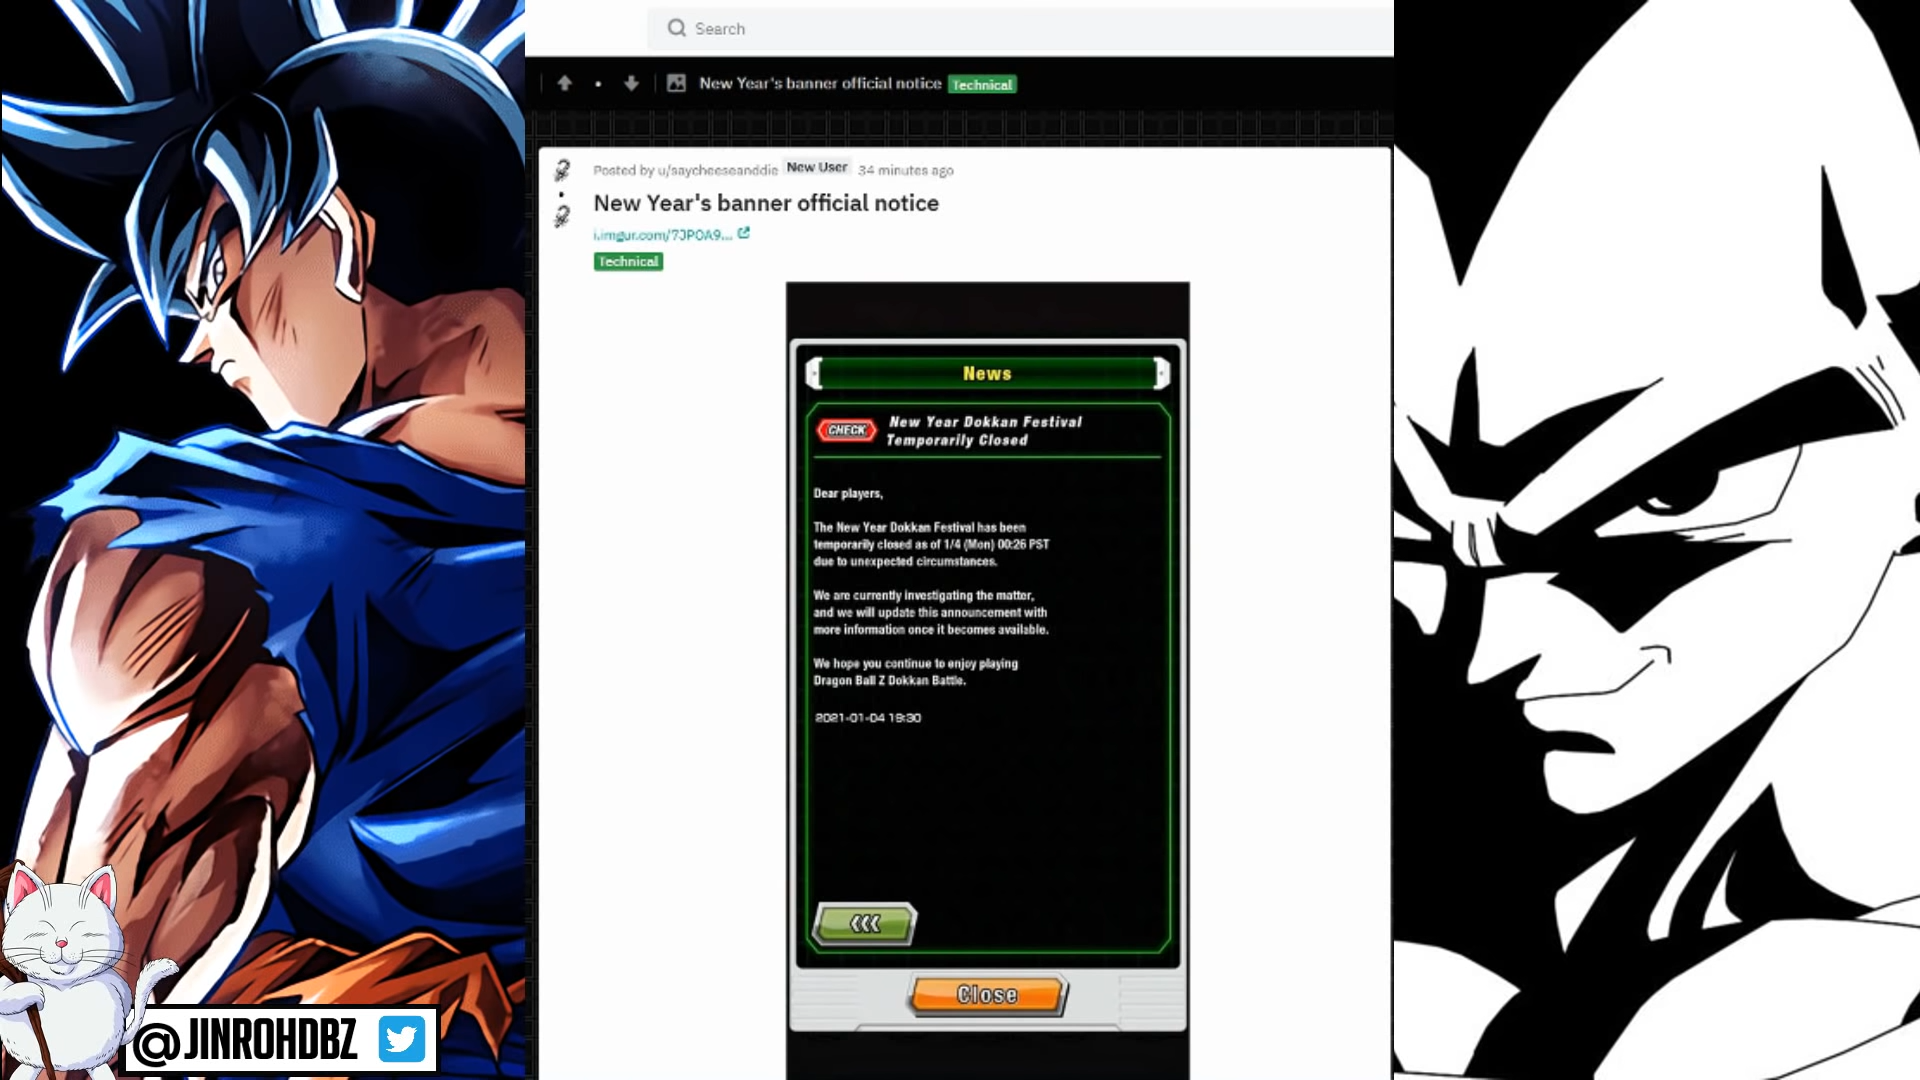 Search
New Year's banner official notice Technical
Posted by u/saycheeseanddie New User 34 minutes ago
New Year's banner official notice
i.imgur.com/7JPOA9...
Technical
News
CHECK
New Year Dokkan Festival
Temporarily Closed
Dear players,
The New Year Dokkan Festival has been
temporarily closed as of 1/4 (Mon) 00:26 PST
due to unexpected circumstances.
We are currently investigating the matter,
and we will update this announcement with
more information once it becomes available.
We hope you continue to enjoy playing
Dragon Ball Z Dokkan Battle.
2021-01-04 19:30
Close
@JINROHDBZ